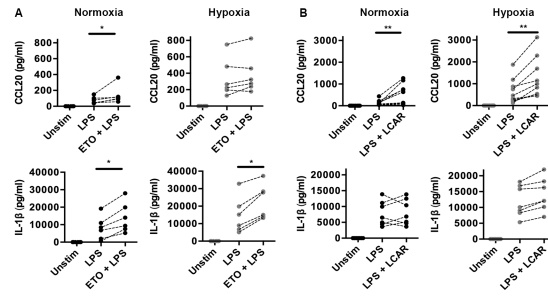 A
Normoxia
Hypoxia
B
Normoxia
Hypoxia
CCL20 (pg/ml)
800
600
400
200
0
*
Unstim
LPS
ETO + LPS
CCL20 (pg/ml)
800
600
400
200
0
Unstim
LPS
ETO + LPS
CCL20 (pg/ml)
3000
2000
1000
0
**
Unstim
LPS
LPS + LCAR
CCL20 (pg/ml)
3000
2000
1000
0
**
Unstim
LPS
LPS + LCAR
IL-1β (pg/ml)
40000
30000
20000
10000
0
*
Unstim
LPS
ETO + LPS
IL-1β (pg/ml)
40000
30000
20000
10000
0
*
Unstim
LPS
ETO + LPS
IL-1β (pg/ml)
25000
20000
15000
10000
5000
0
Unstim
LPS
LPS + LCAR
IL-1β (pg/ml)
25000
20000
15000
10000
5000
0
Unstim
LPS
LPS + LCAR